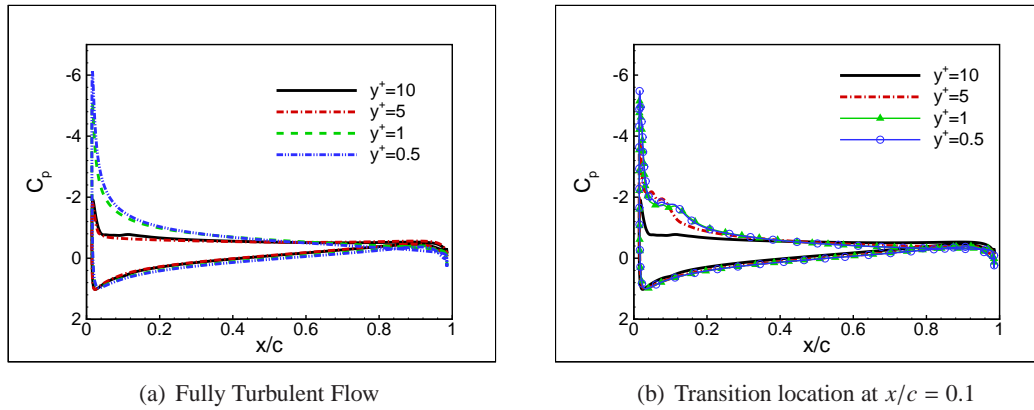 -6
-4
-2
0
2
C_p
0
0.2
0.4
0.6
0.8
1
x/c
y⁺=10
y⁺=5
y⁺=1
y⁺=0.5
(a) Fully Turbulent Flow
-6
-4
-2
0
2
C_p
0
0.2
0.4
0.6
0.8
1
x/c
y⁺=10
y⁺=5
y⁺=1
y⁺=0.5
(b) Transition location at x/c = 0.1